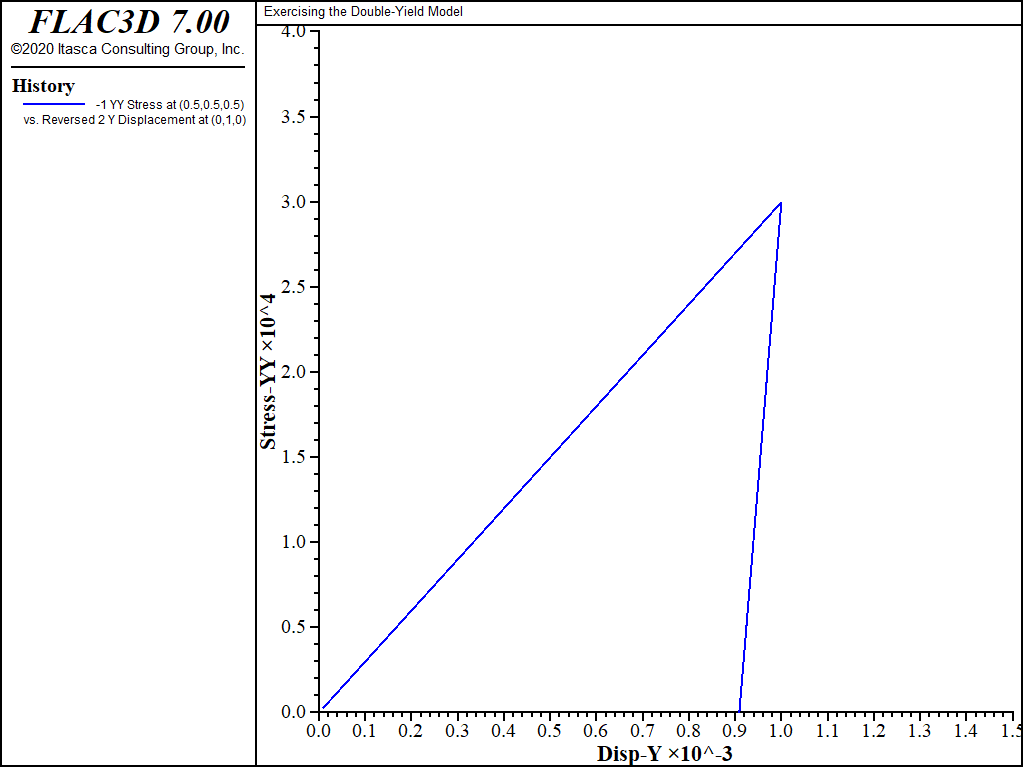 FLAC3D 7.00
©2020 Itasca Consulting Group, Inc.
History
-1 YY Stress at (0.5,0.5,0.5)
vs. Reversed 2 Y Displacement at (0,1,0)
Exercising the Double-Yield Model
4.0
3.5
3.0
2.5
2.0
1.5
1.0
0.5
0.0
Stress-YY ×10^4
0.0 0.1 0.2 0.3 0.4 0.5 0.6 0.7 0.8 0.9 1.0 1.1 1.2 1.3 1.4 1.5
Disp-Y ×10^-3